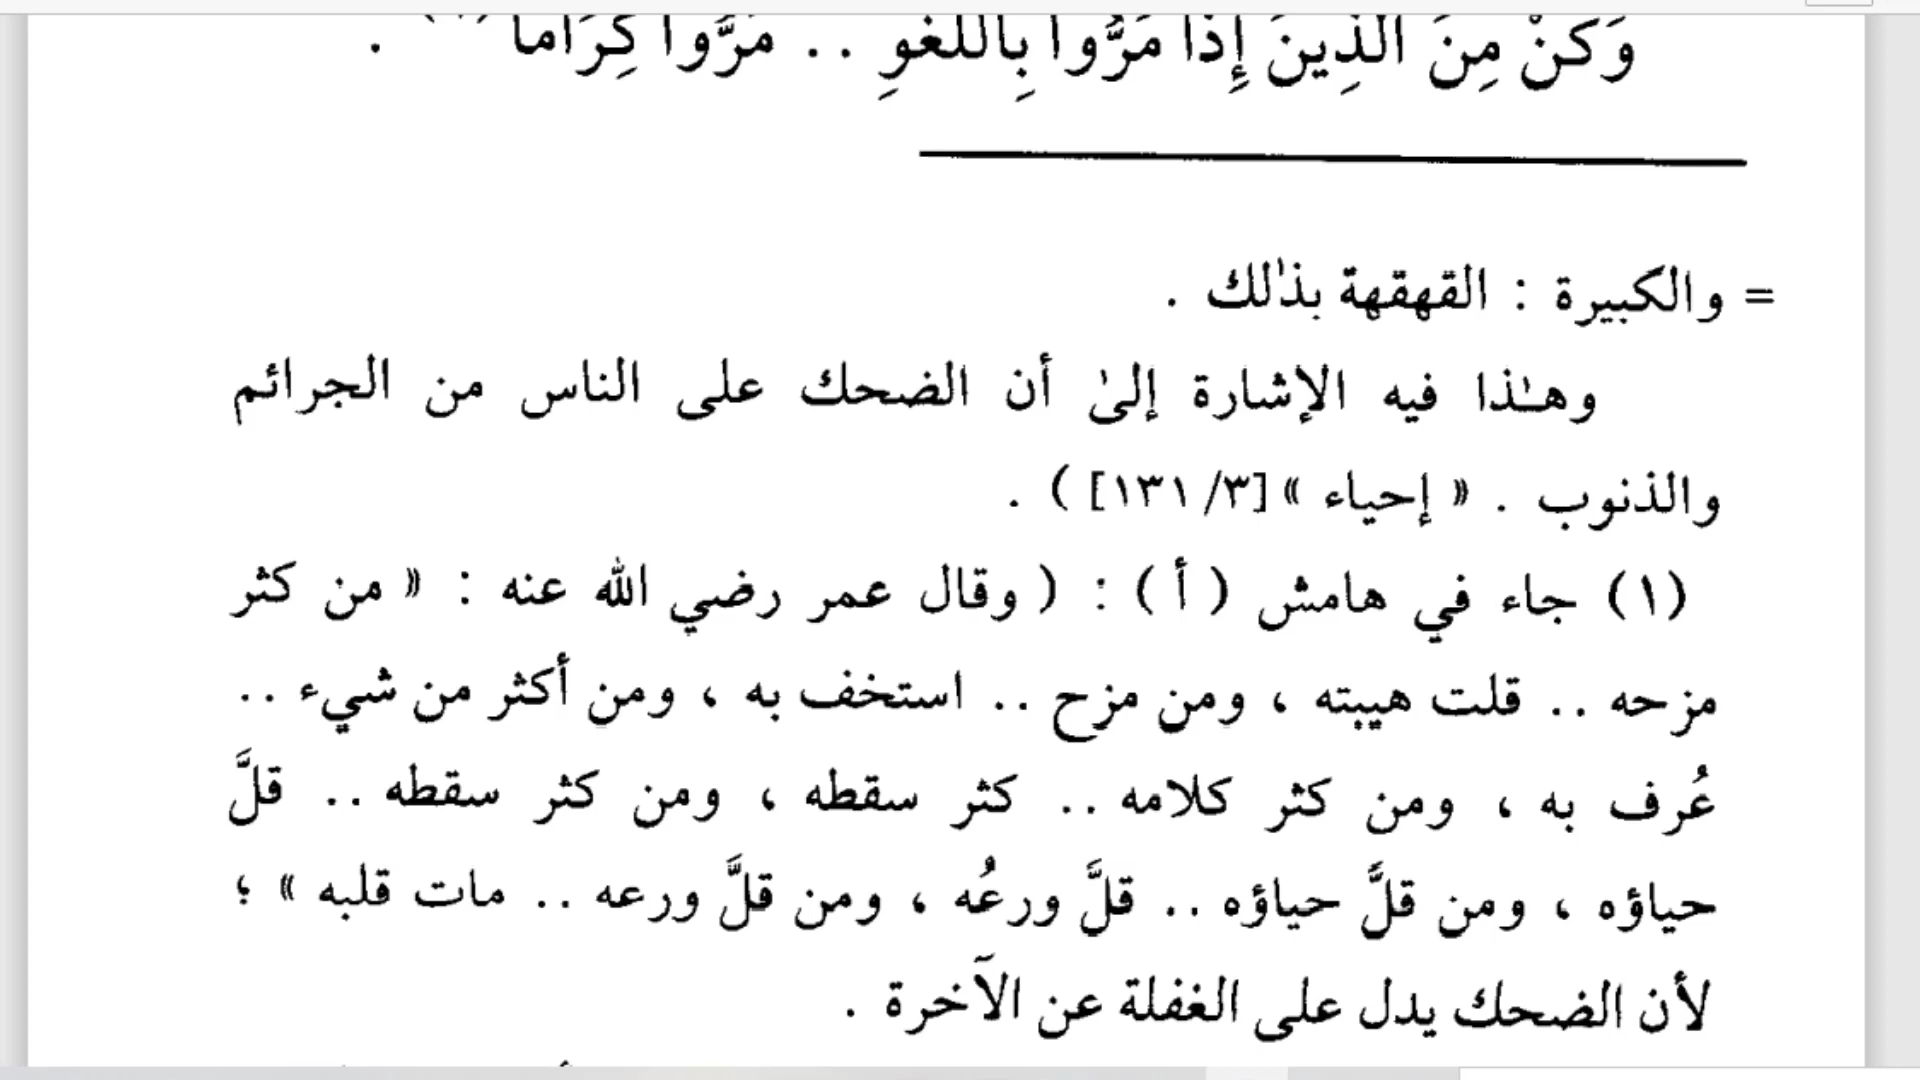 وَكُنْ مِنَ الَّذِينَ إِذَا مَرُّوا بِاللَّغْوِ .. مَرُّوا كِرَاماً .
= والكبيرة : القهقهة بذٰلك .
وهـٰذا فيه الإشارة إلىٰ أن الضحك على الناس من الجرائم
والذنوب . « إحياء » [٣/ ١٣١] ) .
(١) جاء في هامش ( أ ) : ( وقال عمر رضي الله عنه : « من كثر
مزحه .. قلت هيبته ، ومن مزح .. استخف به ، ومن أكثر من شيء ..
عُرف به ، ومن كثر كلامه .. كثر سقطه ، ومن كثر سقطه .. قلَّ
حياؤه ، ومن قلَّ حياؤه .. قلَّ ورعُه ، ومن قلَّ ورعه .. مات قلبه » ؛
لأن الضحك يدل على الغفلة عن الآخرة .